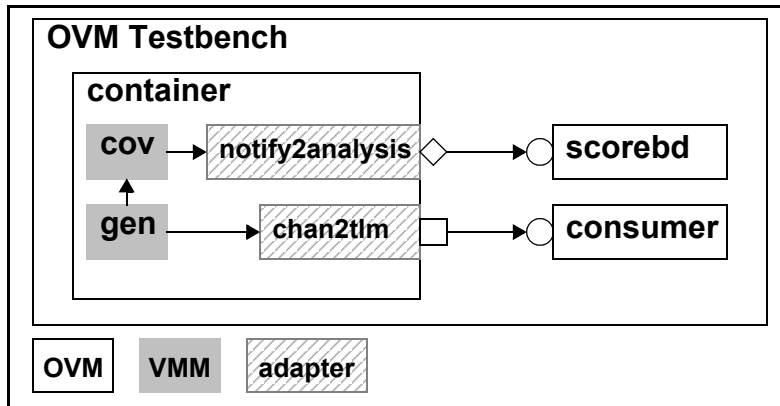 OVM Testbench
container
cov
notify2analysis
scorebd
gen
chan2tlm
consumer
OVM
VMM
adapter